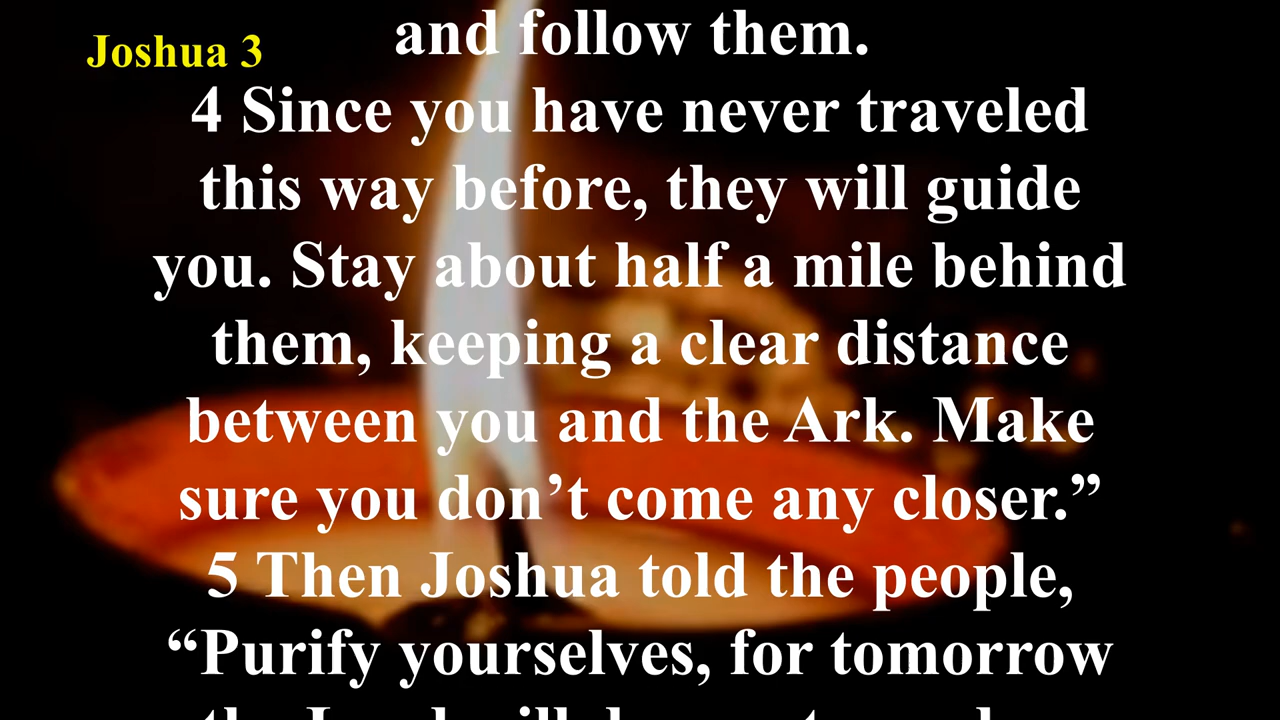 Joshua 3
and follow them.
4 Since you have never traveled
this way before, they will guide
you. Stay about half a mile behind
them, keeping a clear distance
between you and the Ark. Make
sure you don’t come any closer.”
5 Then Joshua told the people,
“Purify yourselves, for tomorrow